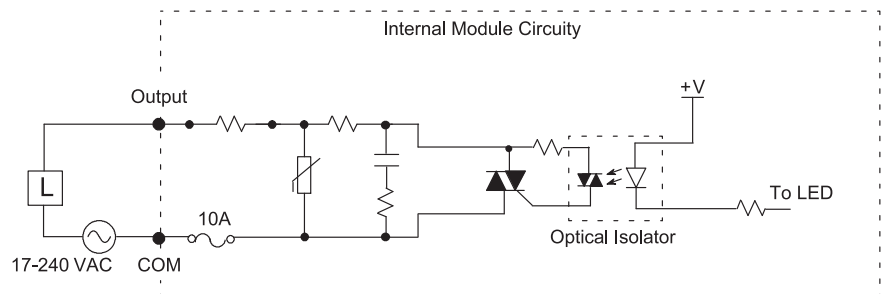 Internal Module Circuity
+V
Output
L
10A
To LED
Optical Isolator
17-240 VAC
COM